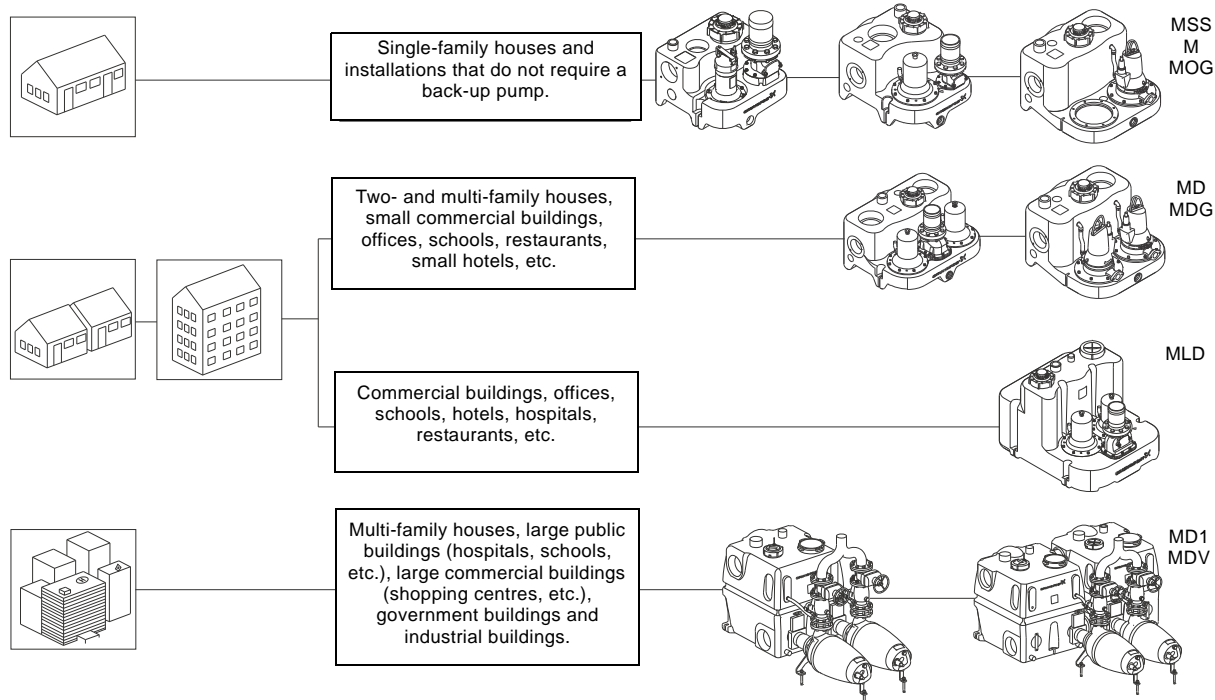 Single-family houses and
installations that do not require a
back-up pump.
MSS
M
MOG
Two- and multi-family houses,
small commercial buildings,
offices, schools, restaurants,
small hotels, etc.
MD
MDG
Commercial buildings, offices,
schools, hotels, hospitals,
restaurants, etc.
MLD
Multi-family houses, large public
buildings (hospitals, schools,
etc.), large commercial buildings
(shopping centres, etc.),
government buildings and
industrial buildings.
MD1
MDV